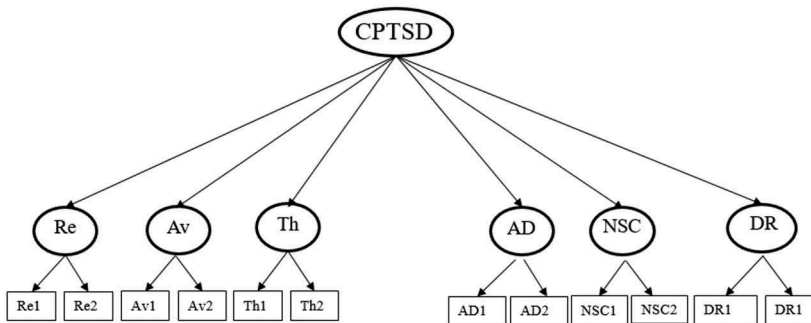 CPTSD
Re Av Th AD NSC DR
Re1 Re2 Av1 Av2 Th1 Th2 AD1 AD2 NSC1 NSC2 DR1 DR1